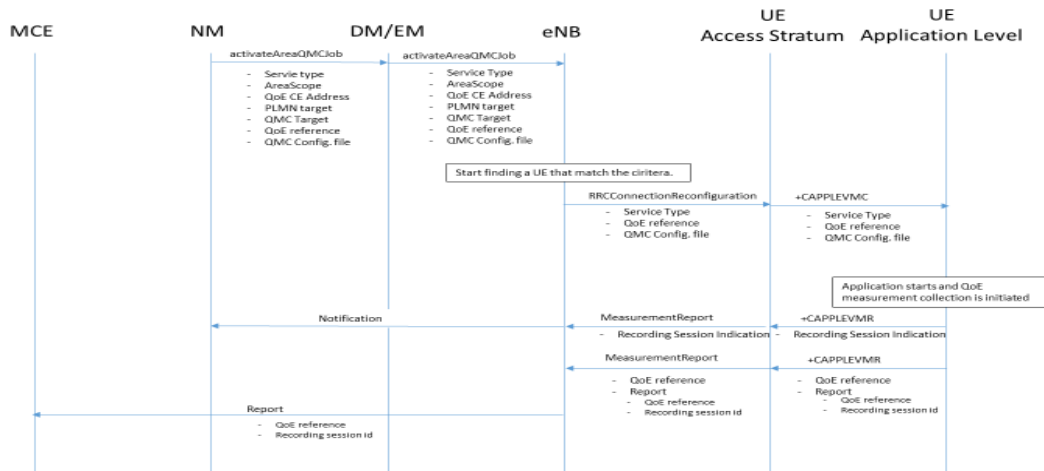 MCE
NM
DM/EM
eNB
UE
Access Stratum
UE
Application Level
activateAreaQMCJob
- Servie type
- AreaScope
- QoE CE Address
- PLMN target
- QMC Target
- QoE reference
- QMC Config. file
activateAreaQMCJob
- Service Type
- AreaScope
- QoE CE Address
- PLMN target
- QMC Target
- QoE reference
- QMC Config. file
Start finding a UE that match the ciritera.
RRCConnectionReconfiguration
- Service Type
- QoE reference
- QMC Config. file
+CAPPLEVMC
- Service Type
- QoE reference
- QMC Config. file
Application starts and QoE
measurement collection is initiated
Notification
MeasurementReport
- Recording Session Indication
+CAPPLEVMR
- Recording Session Indication
MeasurementReport
- QoE reference
- Report
- QoE reference
- Recording session id
+CAPPLEVMR
- QoE reference
- Report
- QoE reference
- Recording session id
Report
- QoE reference
- Recording session id